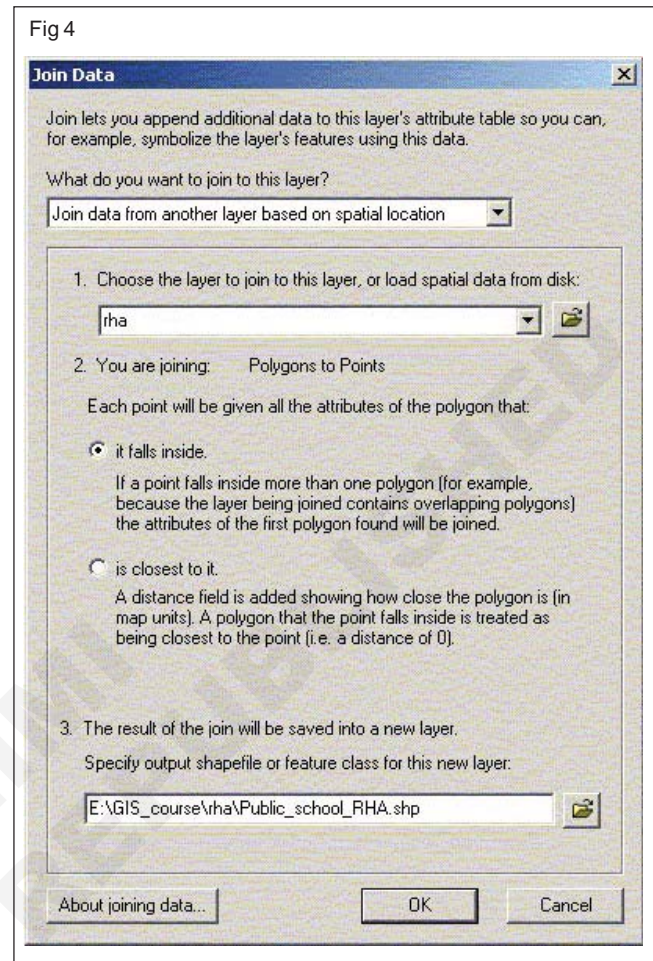 Fig 4
Join Data
Join lets you append additional data to this layer's attribute table so you can,
for example, symbolize the layer's features using this data.
What do you want to join to this layer?
Join data from another layer based on spatial location
1. Choose the layer to join to this layer, or load spatial data from disk:
rha
2. You are joining: Polygons to Points
Each point will be given all the attributes of the polygon that:
it falls inside.
If a point falls inside more than one polygon (for example,
because the layer being joined contains overlapping polygons)
the attributes of the first polygon found will be joined.
is closest to it.
A distance field is added showing how close the polygon is (in
map units). A polygon that the point falls inside is treated as
being closest to the point (i.e. a distance of 0).
3. The result of the join will be saved into a new layer.
Specify output shapefile or feature class for this new layer:
E:\GIS_course\rha\Public_school_RHA.shp
About joining data...
OK
Cancel